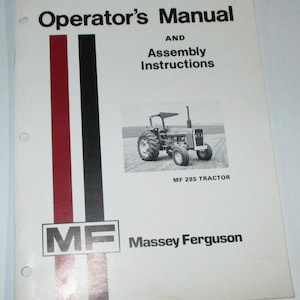 Operator's Manual
AND
Assembly
Instructions
MF 285 TRACTOR
MF
Massey Ferguson